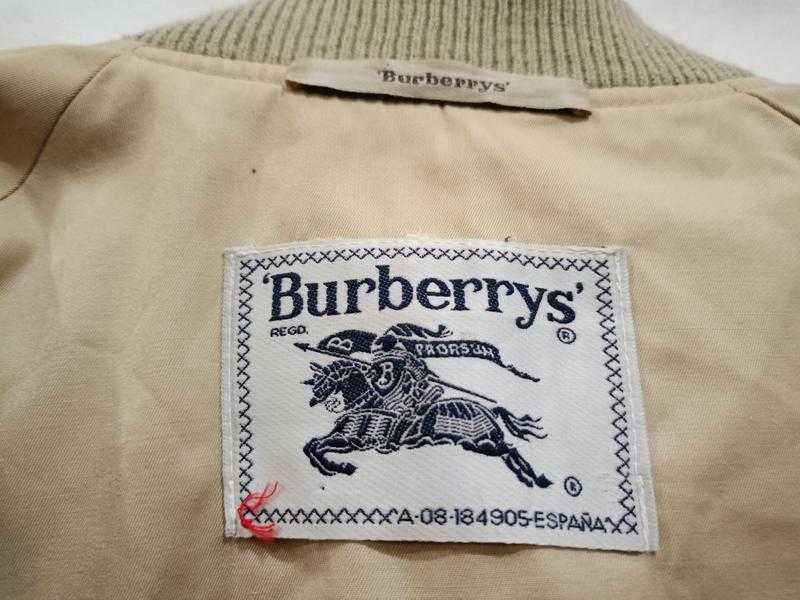 'Burberrys'
'Burberrys'
REGD. ®
B PRORSUM
B
®
A-08-184905-ESPAÑA